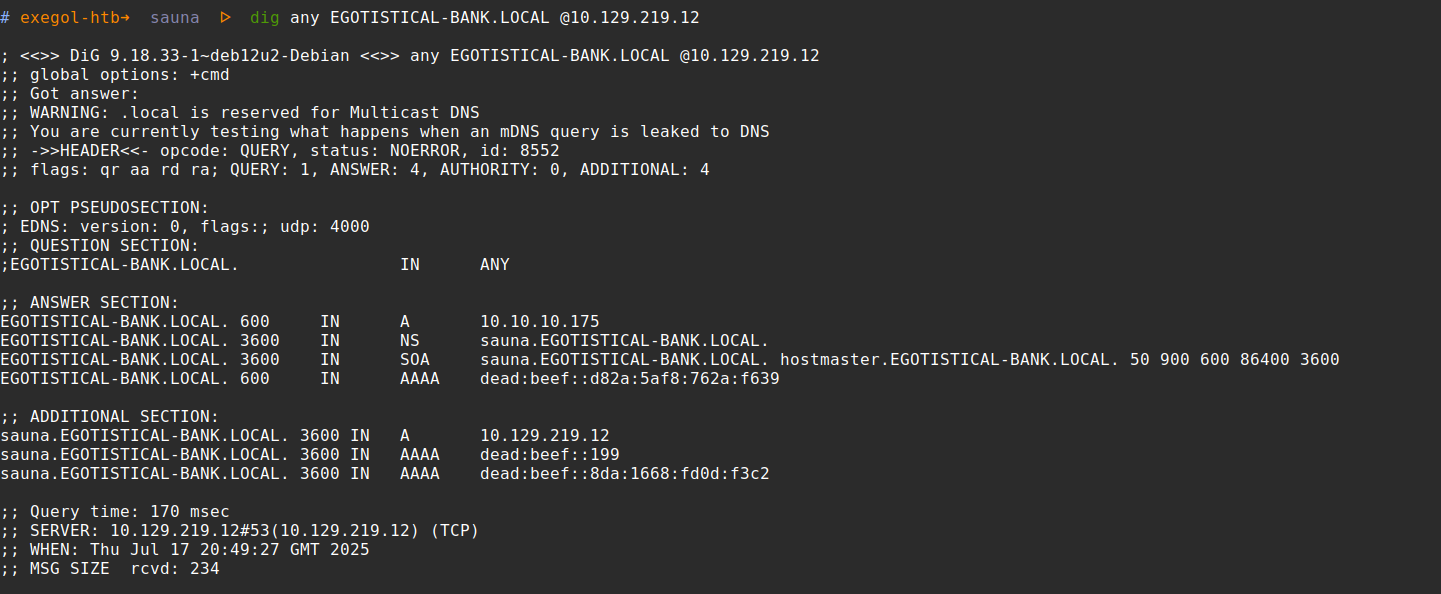 # exegol-htb→ sauna ▷ dig any EGOTISTICAL-BANK.LOCAL @10.129.219.12
; <<>> DiG 9.18.33-1~deb12u2-Debian <<>> any EGOTISTICAL-BANK.LOCAL @10.129.219.12
;; global options: +cmd
;; Got answer:
;; WARNING: .local is reserved for Multicast DNS
;; You are currently testing what happens when an mDNS query is leaked to DNS
;; ->>HEADER<<- opcode: QUERY, status: NOERROR, id: 8552
;; flags: qr aa rd ra; QUERY: 1, ANSWER: 4, AUTHORITY: 0, ADDITIONAL: 4
;; OPT PSEUDOSECTION:
; EDNS: version: 0, flags:; udp: 4000
;; QUESTION SECTION:
;EGOTISTICAL-BANK.LOCAL. IN ANY
;; ANSWER SECTION:
EGOTISTICAL-BANK.LOCAL. 600 IN A 10.10.10.175
EGOTISTICAL-BANK.LOCAL. 3600 IN NS sauna.EGOTISTICAL-BANK.LOCAL.
EGOTISTICAL-BANK.LOCAL. 3600 IN SOA sauna.EGOTISTICAL-BANK.LOCAL. hostmaster.EGOTISTICAL-BANK.LOCAL. 50 900 600 86400 3600
EGOTISTICAL-BANK.LOCAL. 600 IN AAAA dead:beef::d82a:5af8:762a:f639
;; ADDITIONAL SECTION:
sauna.EGOTISTICAL-BANK.LOCAL. 3600 IN A 10.129.219.12
sauna.EGOTISTICAL-BANK.LOCAL. 3600 IN AAAA dead:beef::199
sauna.EGOTISTICAL-BANK.LOCAL. 3600 IN AAAA dead:beef::8da:1668:fd0d:f3c2
;; Query time: 170 msec
;; SERVER: 10.129.219.12#53(10.129.219.12) (TCP)
;; WHEN: Thu Jul 17 20:49:27 GMT 2025
;; MSG SIZE rcvd: 234